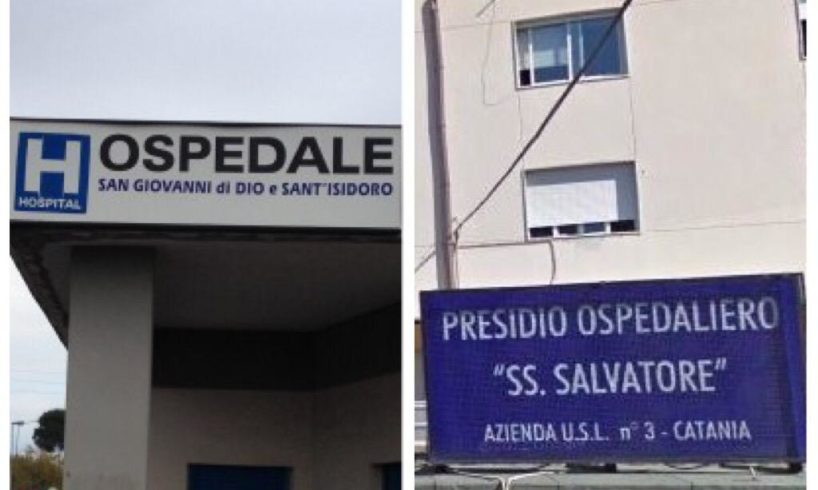 H
HOSPITAL
OSPEDALE
SAN GIOVANNI di DIO e SANT'ISIDORO
PRESIDIO OSPEDALIERO
"SS. SALVATORE"
AZIENDA U.S.L. n° 3 - CATANIA